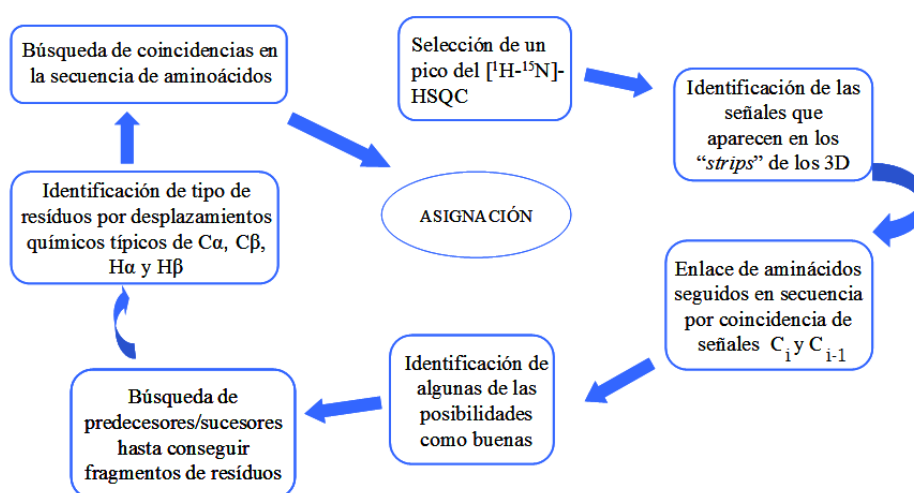 Búsqueda de coincidencias en
la secuencia de aminoácidos
Selección de un
pico del [¹H-¹⁵N]-
HSQC
Identificación de las
señales que
aparecen en los
“strips” de los 3D
Enlace de aminácidos
seguidos en secuencia
por coincidencia de
señales C_i y C_{i-1}
Identificación de
algunas de las
posibilidades
como buenas
Búsqueda de
predecesores/sucesores
hasta conseguir
fragmentos de resíduos
Identificación de tipo de
resíduos por desplazamientos
químicos típicos de Cα, Cβ,
Hα y Hβ
ASIGNACIÓN